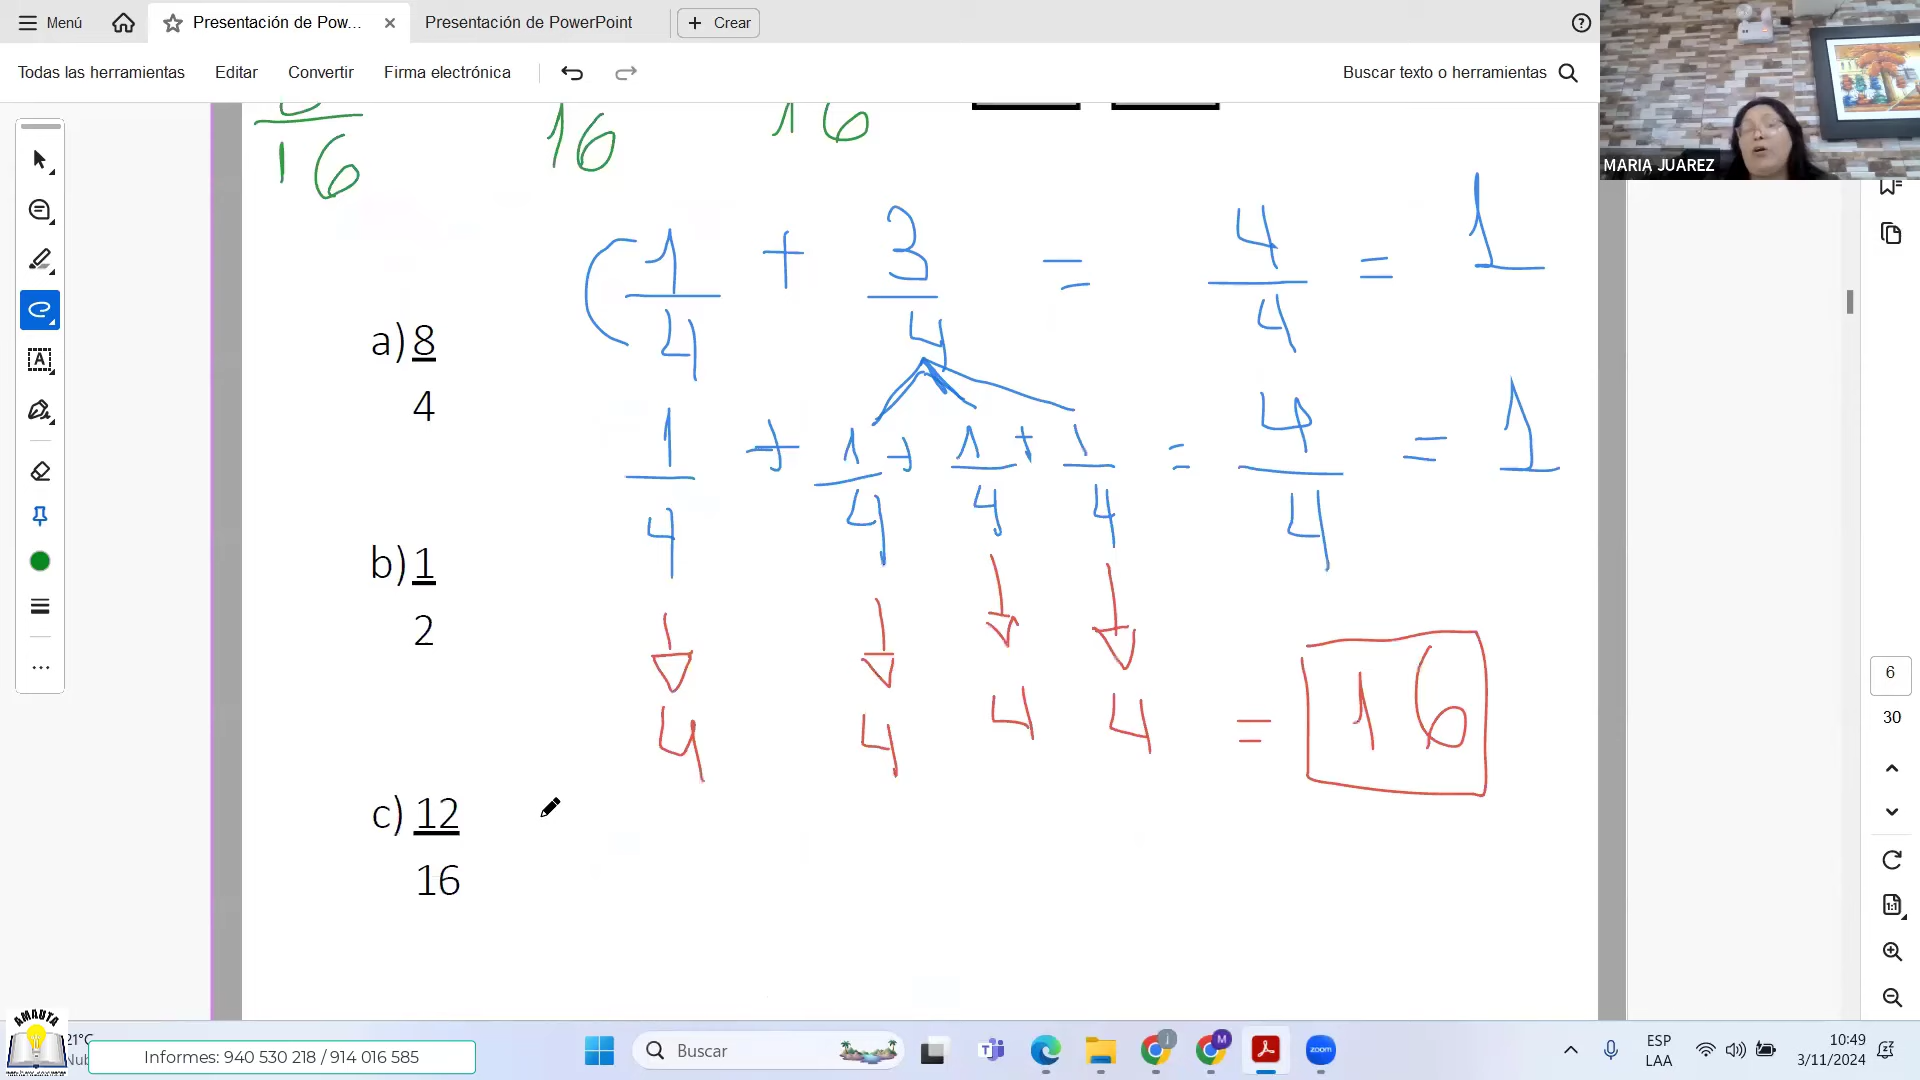 Menú
Presentación de Pow...
Presentación de PowerPoint
Crear
Todas las herramientas
Editar
Convertir
Firma electrónica
Buscar texto o herramientas
MARIA JUAREZ
16 16 16
1/4 + 3/4 = 4/4 = 1
a) 8
4
1/4 + 1/4 + 1/4 + 1/4 = 4/4 = 1
b) 1
2
4 4 4 4 = 16
c) 12
16
6
30
AMAUTA
21°C
Informes: 940 530 218 / 914 016 585
Buscar
zoom
ESP
LAA
10:49
3/11/2024